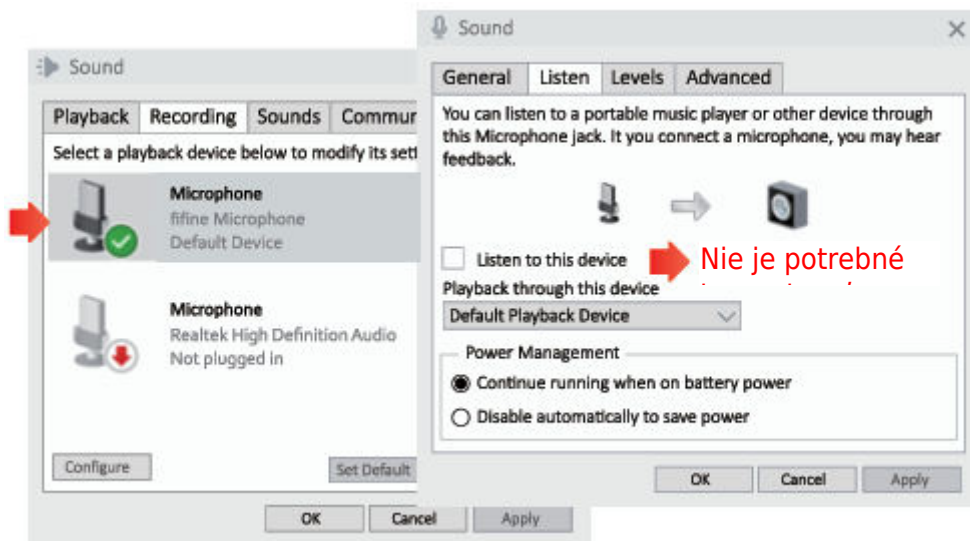 Sound
Playback Recording Sounds Commun
Select a playback device below to modify its sett
Microphone
fifine Microphone
Default Device
Microphone
Realtek High Definition Audio
Not plugged in
Configure
Set Default
OK
Cancel
Apply
Sound
General Listen Levels Advanced
You can listen to a portable music player or other device through
this Microphone jack. It you connect a microphone, you may hear
feedback.
Listen to this device
Nie je potrebné
Playback through this device
Default Playback Device
Power Management
Continue running when on battery power
Disable automatically to save power
OK
Cancel
Apply